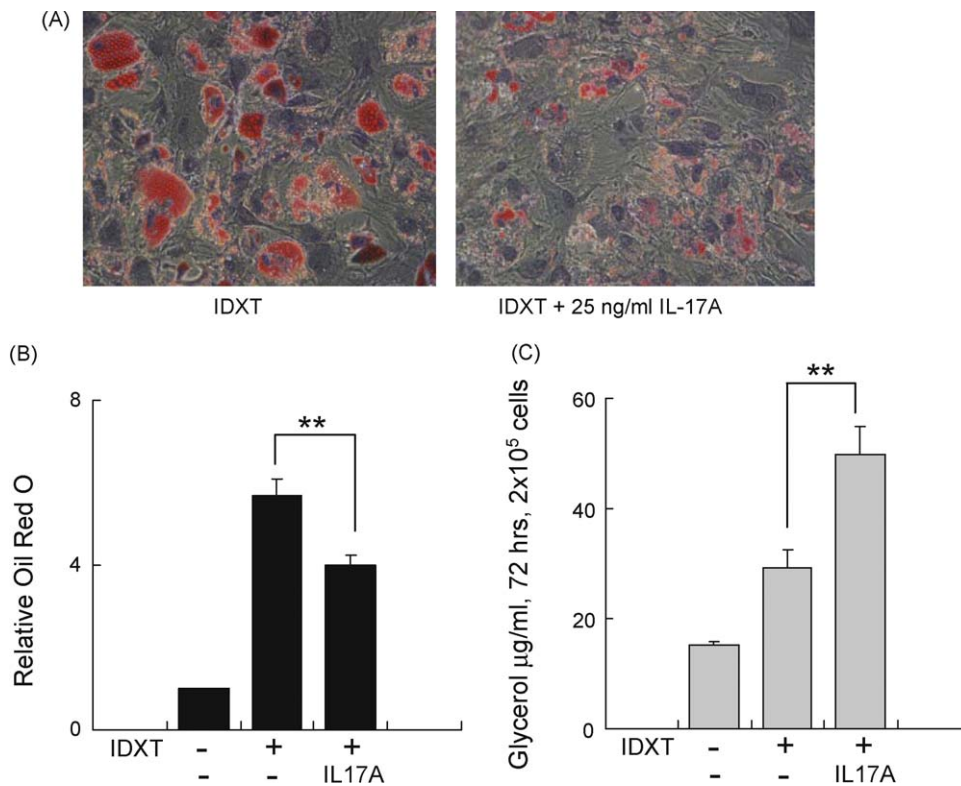 (A)
IDXT
IDXT + 25 ng/ml IL-17A
(B)
Relative Oil Red O
8
4
0
**
IDXT - + +
- - IL17A
(C)
Glycerol μg/ml, 72 hrs, 2x10⁵ cells
60
40
20
0
**
IDXT - + +
- - IL17A